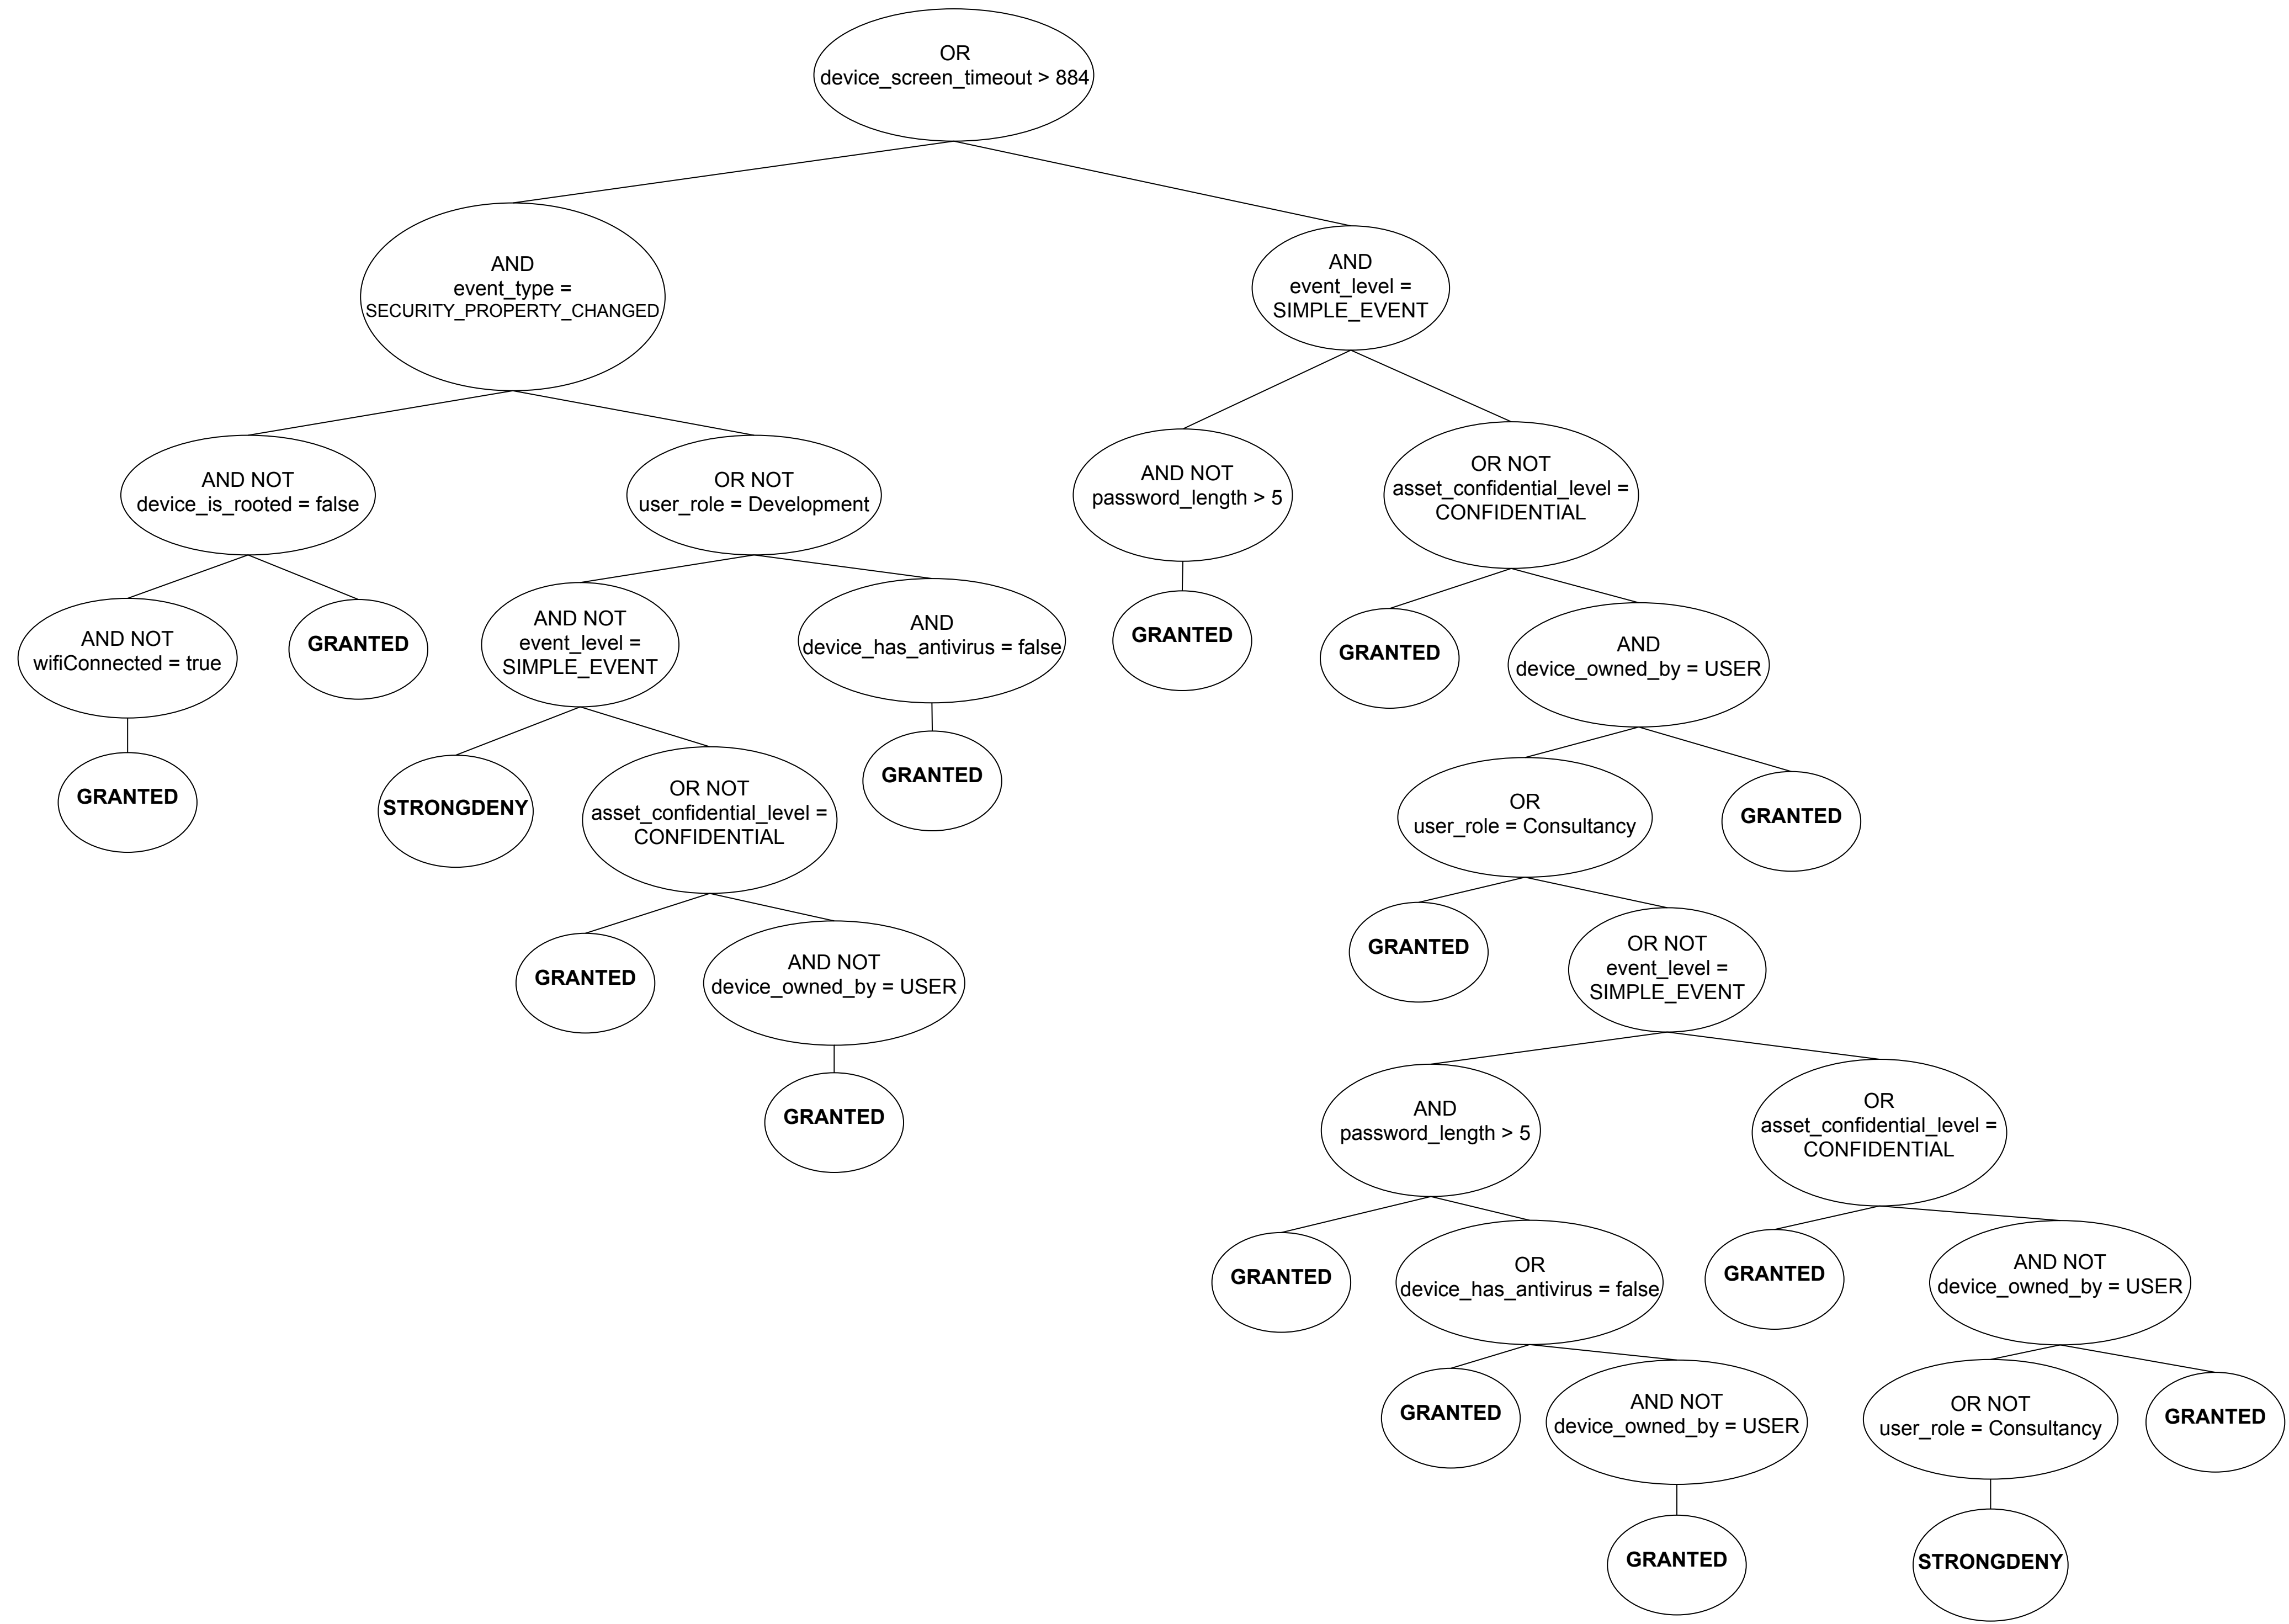 OR
device_screen_timeout > 884
AND
event_type =
SECURITY_PROPERTY_CHANGED
AND
event_level =
SIMPLE_EVENT
AND NOT
device_is_rooted = false
OR NOT
user_role = Development
AND NOT
password_length > 5
OR NOT
asset_confidential_level =
CONFIDENTIAL
AND NOT
wifiConnected = true
GRANTED
AND NOT
event_level =
SIMPLE_EVENT
AND
device_has_antivirus = false
GRANTED
GRANTED
AND
device_owned_by = USER
GRANTED
STRONGDENY
OR NOT
asset_confidential_level =
CONFIDENTIAL
GRANTED
OR
user_role = Consultancy
GRANTED
GRANTED
AND NOT
device_owned_by = USER
GRANTED
OR NOT
event_level =
SIMPLE_EVENT
GRANTED
AND
password_length > 5
OR
asset_confidential_level =
CONFIDENTIAL
GRANTED
OR
device_has_antivirus = false
GRANTED
AND NOT
device_owned_by = USER
GRANTED
AND NOT
device_owned_by = USER
OR NOT
user_role = Consultancy
GRANTED
GRANTED
STRONGDENY